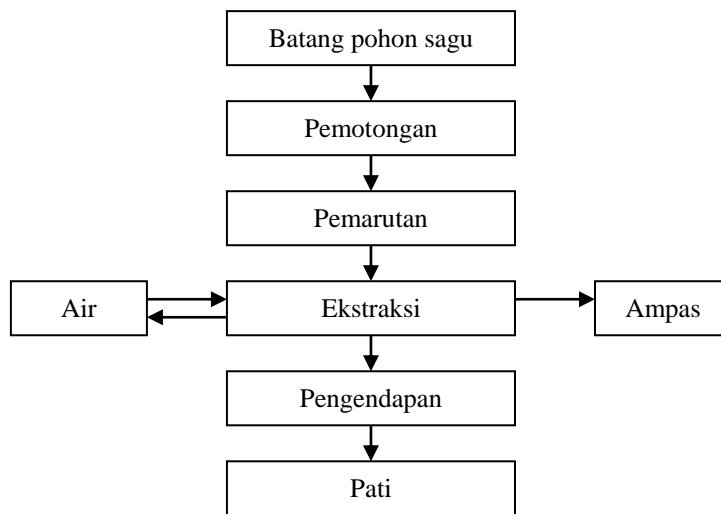 Batang pohon sagu
Pemotongan
Pemarutan
Air
Ekstraksi
Ampas
Pengendapan
Pati